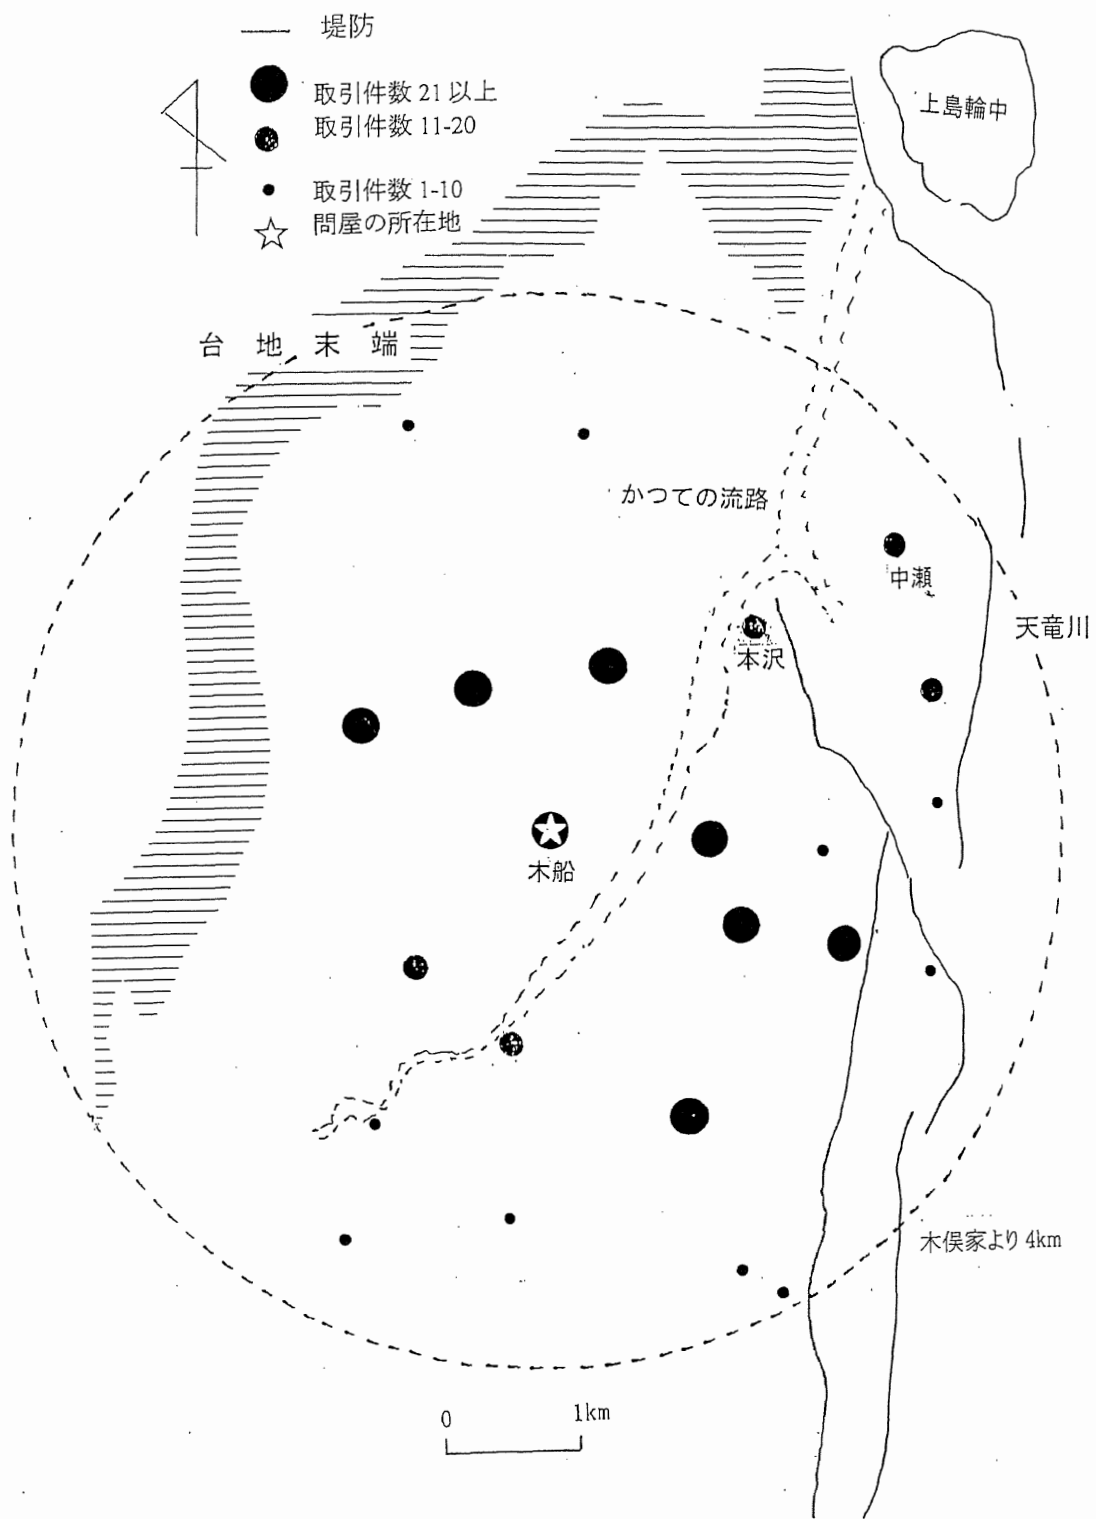 堤防
取引件数 21 以上
取引件数 11-20
取引件数 1-10
問屋の所在地
上島輪中
台地末端
かつての流路
中瀬
天竜川
本沢
木船
木俣家より 4km
0 1km